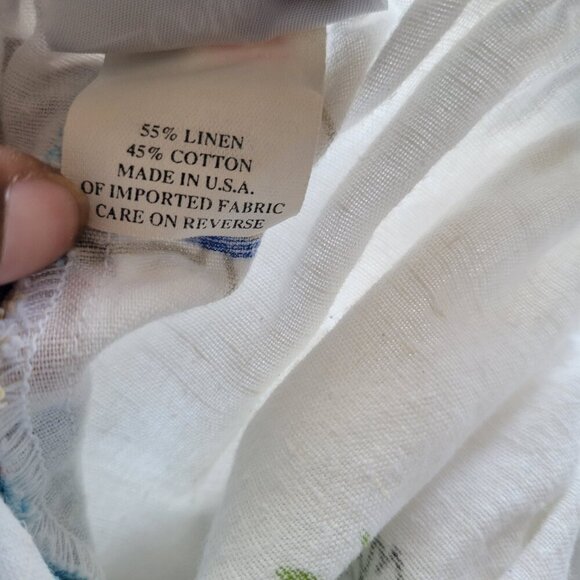 55% LINEN
45% COTTON
MADE IN U.S.A.
OF IMPORTED FABRIC
CARE ON REVERSE